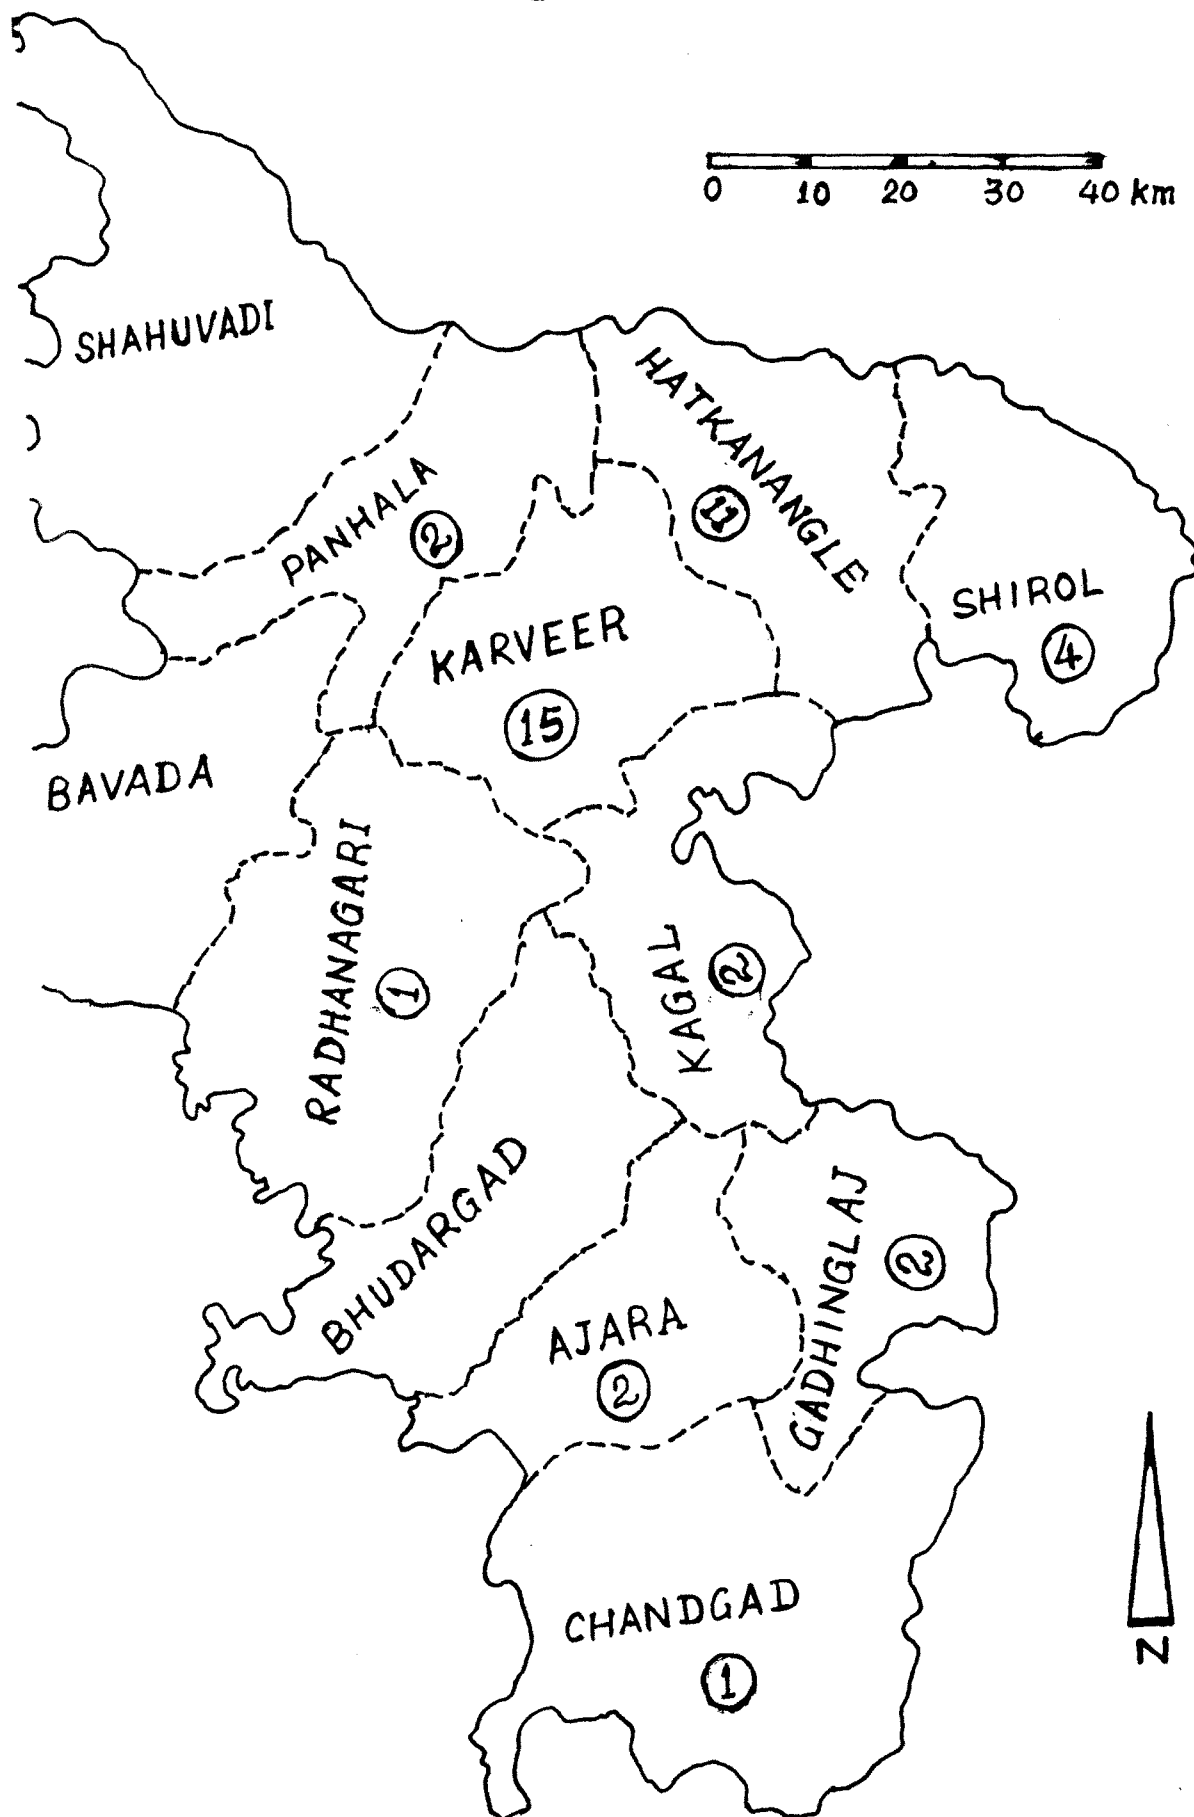 0 10 20 30 40 km
SHAHUVADI
HATKANANGLE
11
PANHALA
2
SHIROL
4
KARVEER
15
BAVADA
RADHANAGARI
1
KAGAL
2
BHUDARGAD
GADHINGLAJ
2
AJARA
2
CHANDGAD
1
N